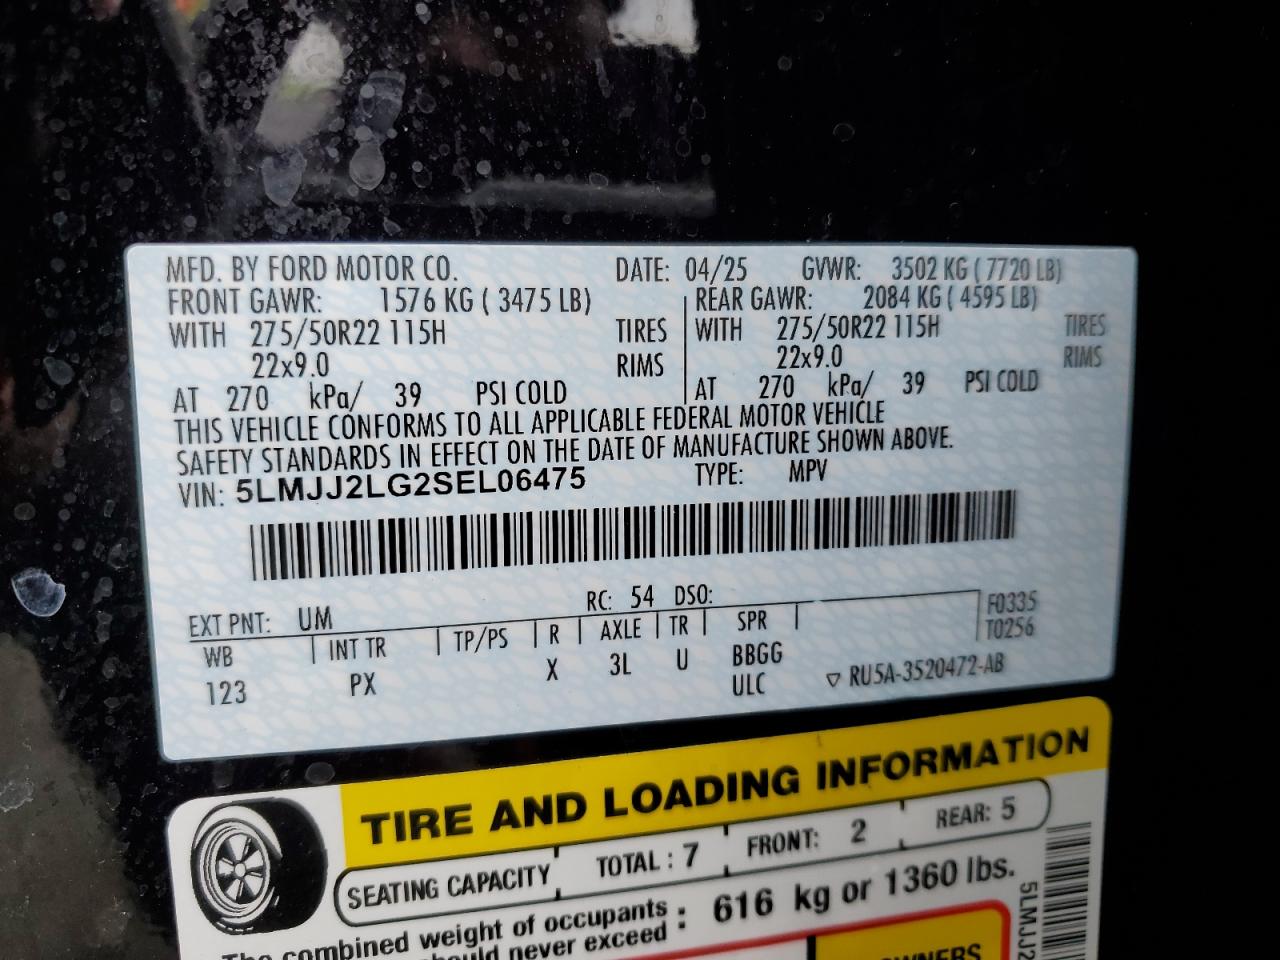 MFD. BY FORD MOTOR CO. DATE: 04/25 GVWR: 3502 KG ( 7720 LB)
FRONT GAWR: 1576 KG ( 3475 LB) REAR GAWR: 2084 KG ( 4595 LB)
WITH 275/50R22 115H TIRES WITH 275/50R22 115H TIRES
22x9.0 RIMS 22x9.0 RIMS
AT 270 kPa/ 39 PSI COLD AT 270 kPa/ 39 PSI COLD
THIS VEHICLE CONFORMS TO ALL APPLICABLE FEDERAL MOTOR VEHICLE
SAFETY STANDARDS IN EFFECT ON THE DATE OF MANUFACTURE SHOWN ABOVE.
VIN: 5LMJJ2LG2SEL06475 TYPE: MPV
EXT PNT: UM RC: 54 DSO: F0335
WB INT TR TP/PS R AXLE TR SPR T0256
123 PX X 3L U BBGG
ULC ▽ RU5A-3520472-AB
TIRE AND LOADING INFORMATION
SEATING CAPACITY TOTAL : 7 FRONT: 2 REAR: 5
The combined weight of occupants
should never exceed : 616 kg or 1360 lbs.
OWNERS
5LMJJ2